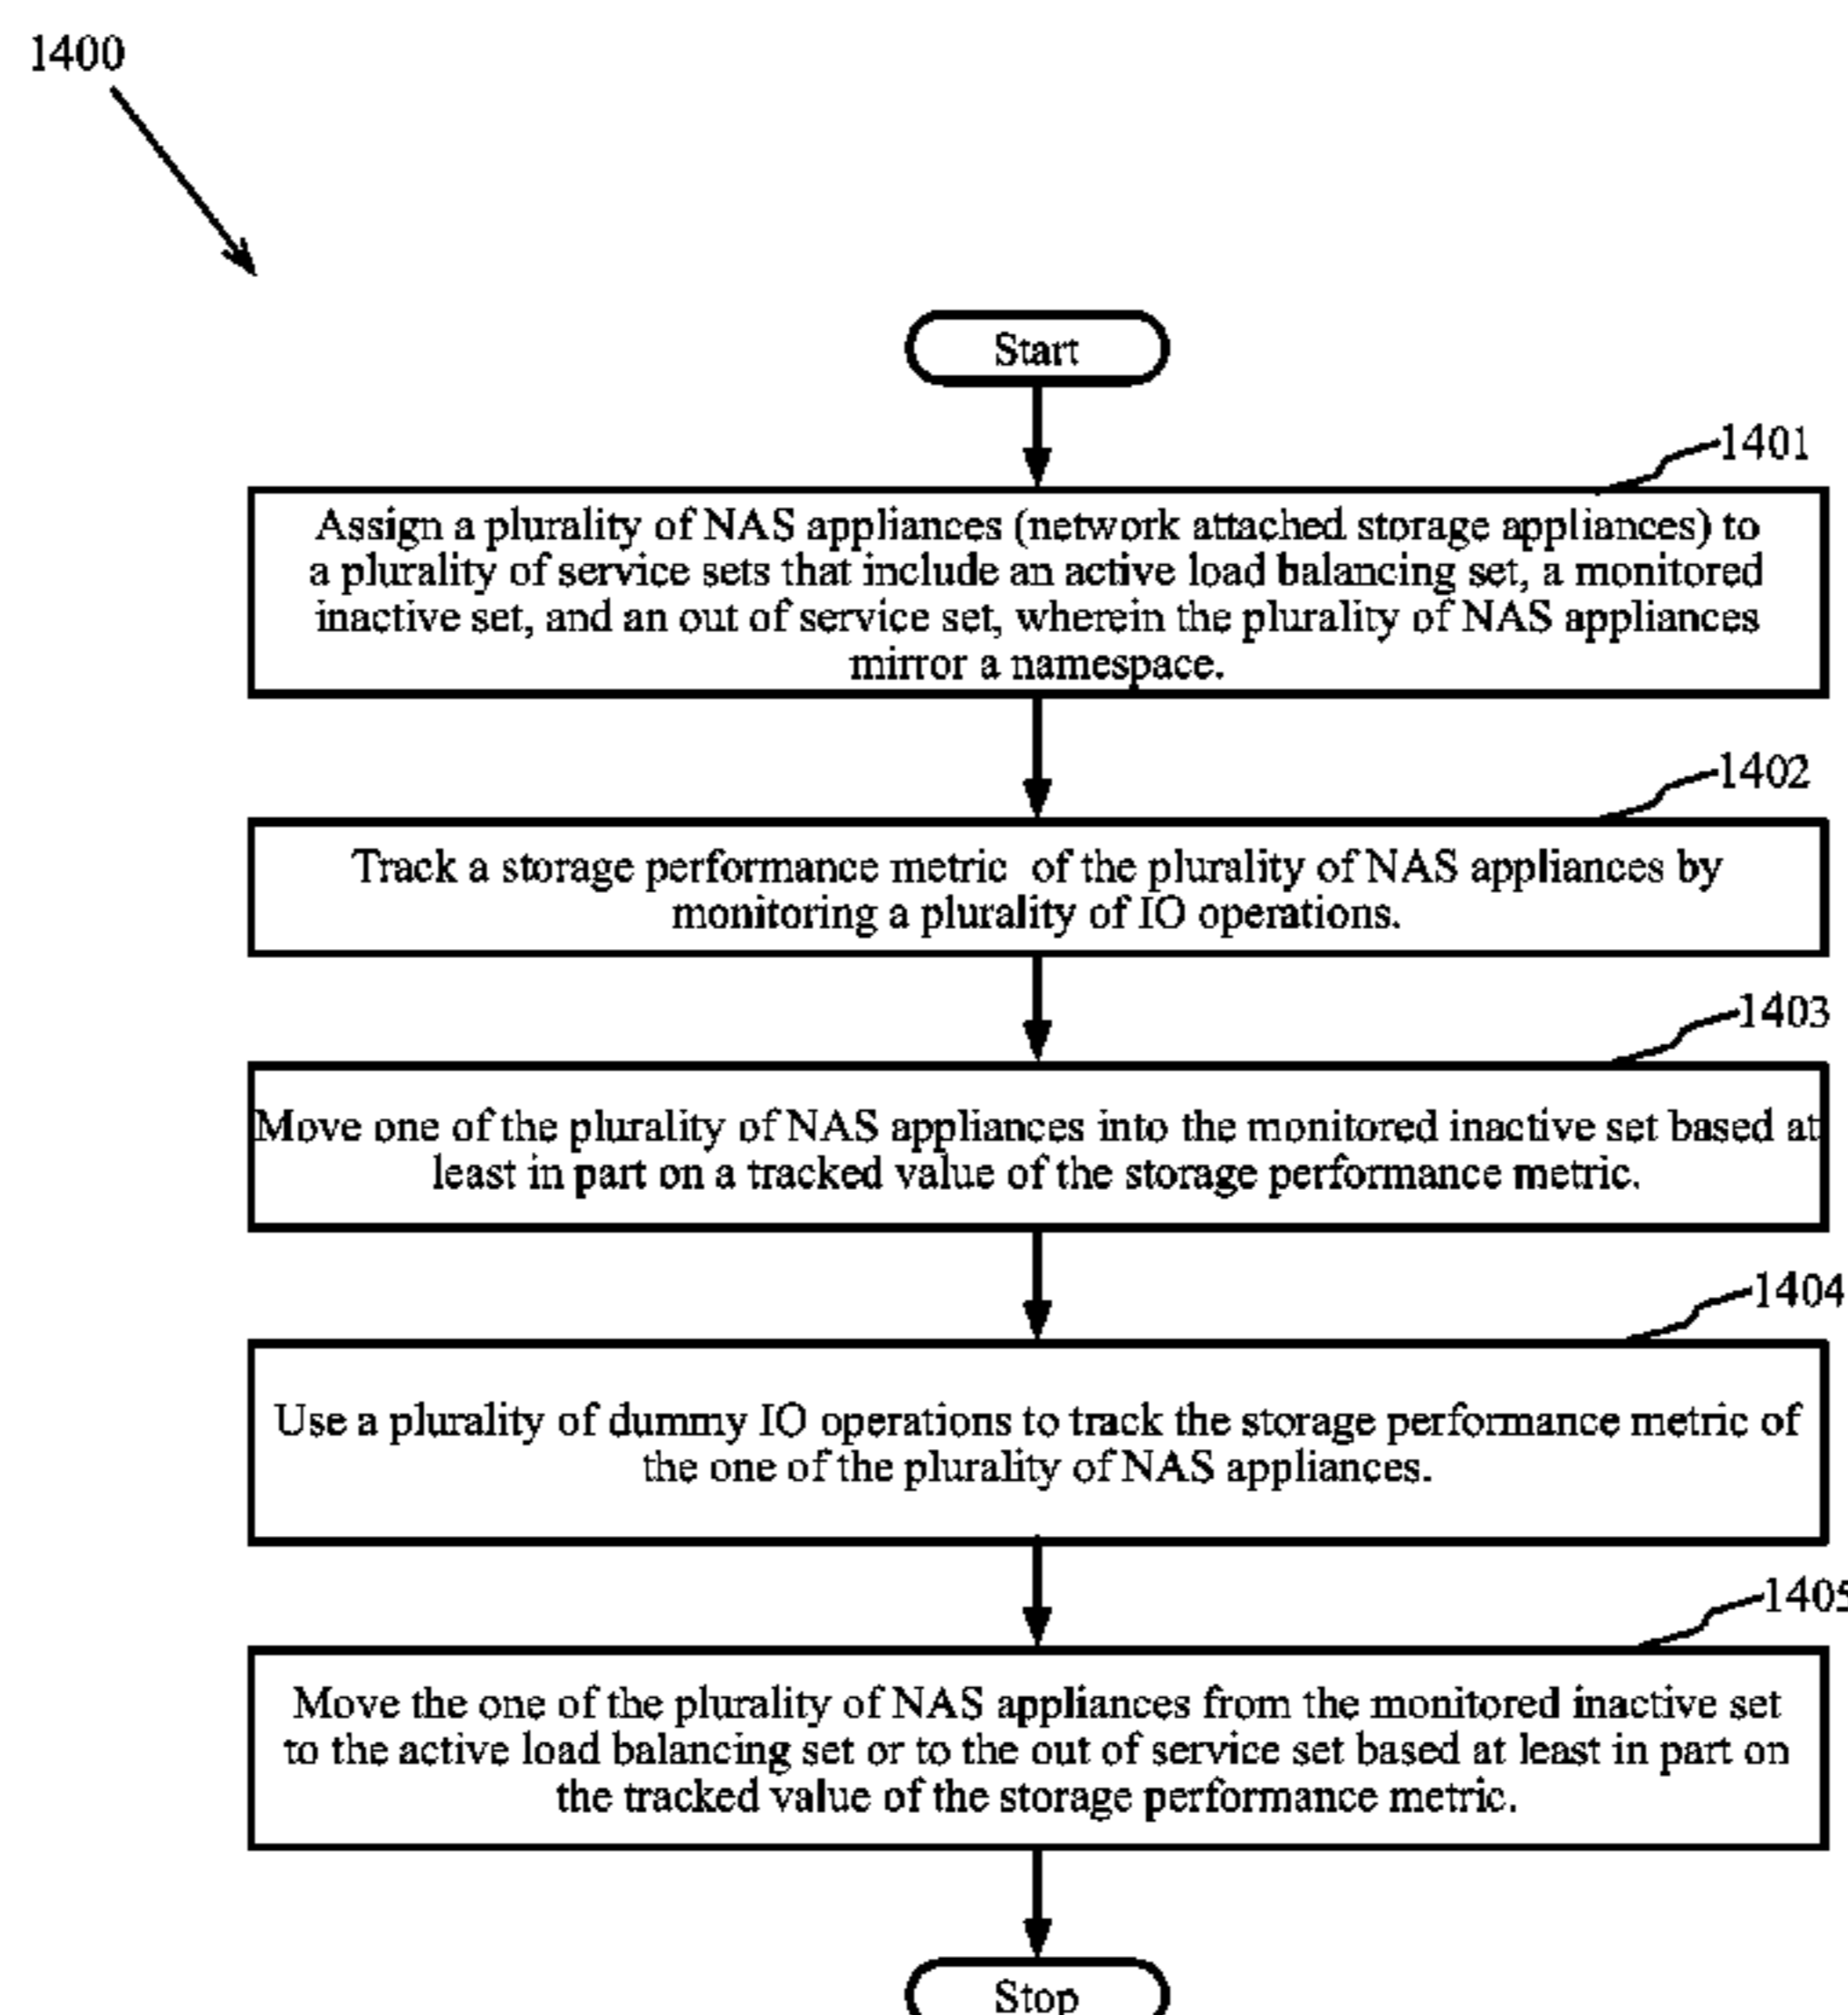 1400
Start
1401
Assign a plurality of NAS appliances (network attached storage appliances) to
a plurality of service sets that include an active load balancing set, a monitored
inactive set, and an out of service set, wherein the plurality of NAS appliances
mirror a namespace.
1402
Track a storage performance metric of the plurality of NAS appliances by
monitoring a plurality of IO operations.
1403
Move one of the plurality of NAS appliances into the monitored inactive set based at
least in part on a tracked value of the storage performance metric.
1404
Use a plurality of dummy IO operations to track the storage performance metric of
the one of the plurality of NAS appliances.
1405
Move the one of the plurality of NAS appliances from the monitored inactive set
to the active load balancing set or to the out of service set based at least in part on
the tracked value of the storage performance metric.
Stop